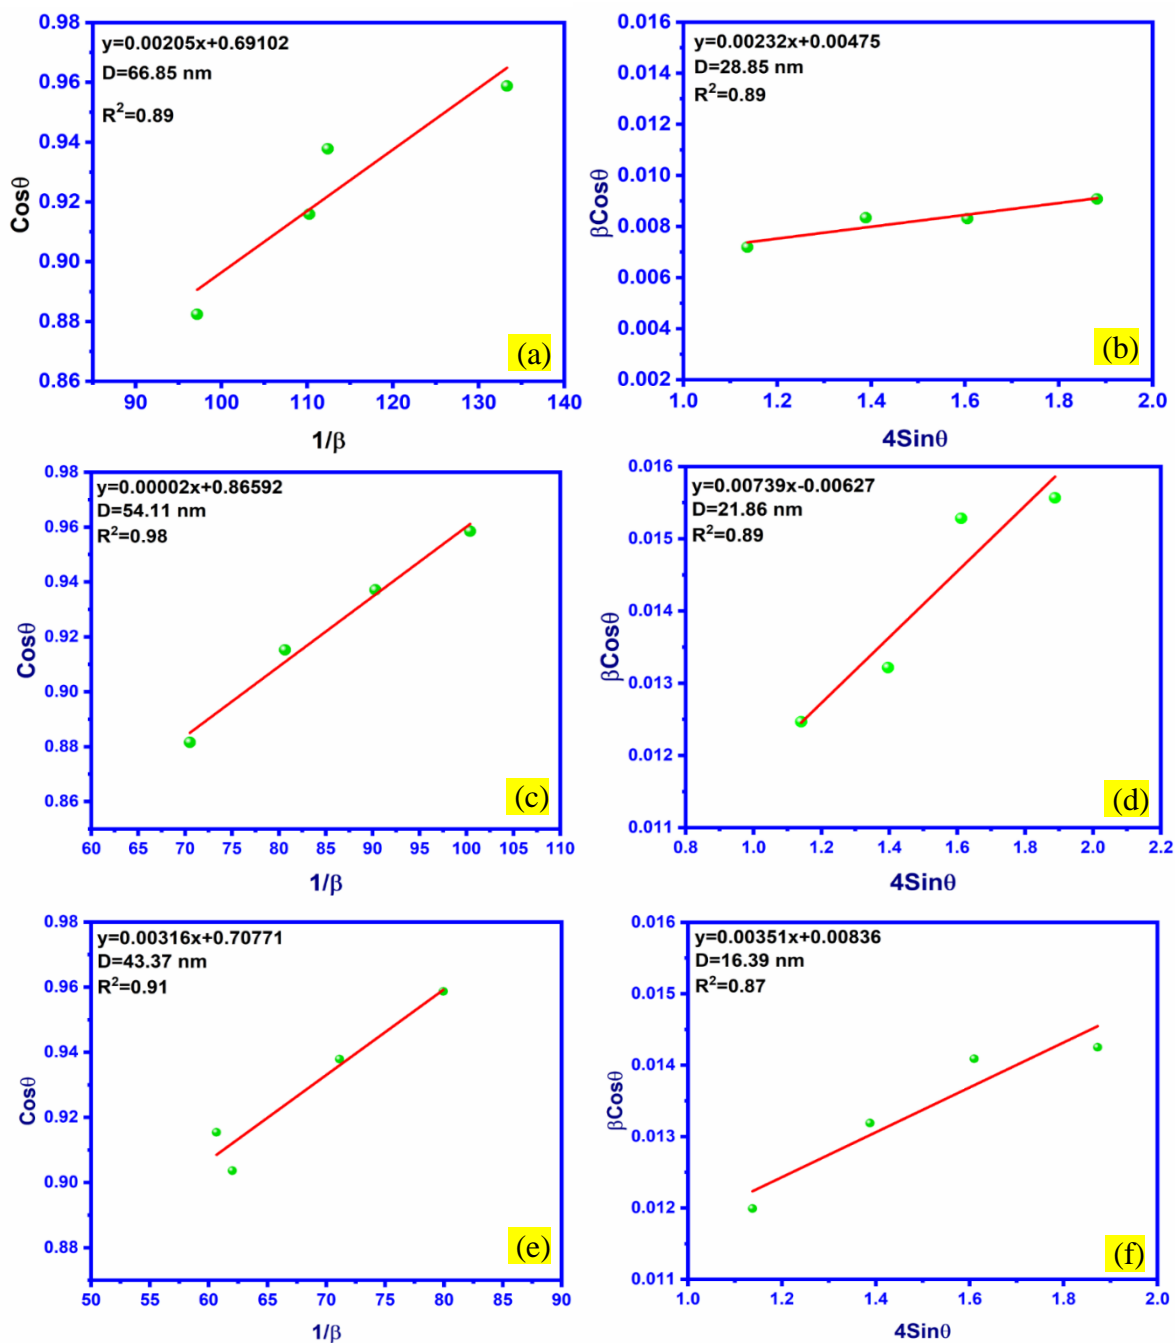 y=0.00205x+0.69102
D=66.85 nm
R²=0.89
0.98
0.96
0.94
0.92
0.90
0.88
0.86
Cosθ
90 100 110 120 130 140
1/β
(a)
y=0.00232x+0.00475
D=28.85 nm
R²=0.89
0.016
0.014
0.012
0.010
0.008
0.006
0.004
0.002
βCosθ
1.0 1.2 1.4 1.6 1.8 2.0
4Sinθ
(b)
y=0.00002x+0.86592
D=54.11 nm
R²=0.98
0.98
0.96
0.94
0.92
0.90
0.88
0.86
Cosθ
60 65 70 75 80 85 90 95 100 105 110
1/β
(c)
y=0.00739x-0.00627
D=21.86 nm
R²=0.89
0.016
0.015
0.014
0.013
0.012
0.011
βCosθ
0.8 1.0 1.2 1.4 1.6 1.8 2.0 2.2
4Sinθ
(d)
y=0.00316x+0.70771
D=43.37 nm
R²=0.91
0.98
0.96
0.94
0.92
0.90
0.88
Cosθ
50 55 60 65 70 75 80 85 90
1/β
(e)
y=0.00351x+0.00836
D=16.39 nm
R²=0.87
0.016
0.015
0.014
0.013
0.012
0.011
βCosθ
1.0 1.2 1.4 1.6 1.8 2.0
4Sinθ
(f)